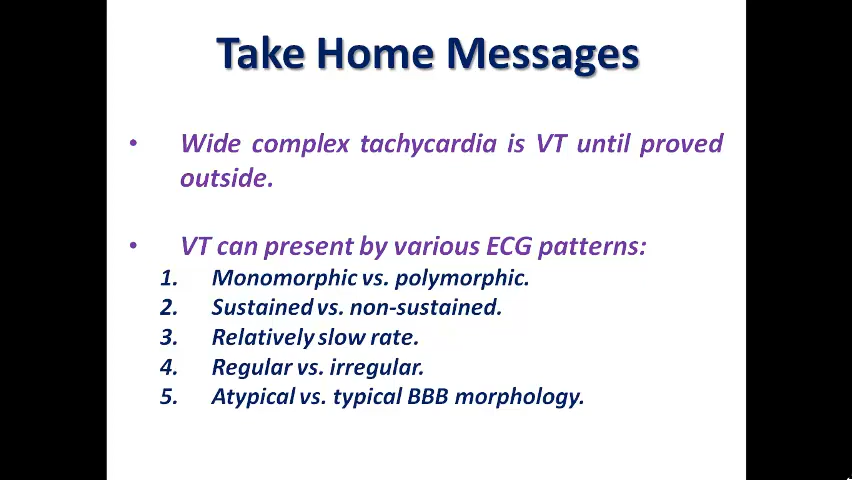 Take Home Messages
• Wide complex tachycardia is VT until proved
outside.
• VT can present by various ECG patterns:
1. Monomorphic vs. polymorphic.
2. Sustained vs. non-sustained.
3. Relatively slow rate.
4. Regular vs. irregular.
5. Atypical vs. typical BBB morphology.